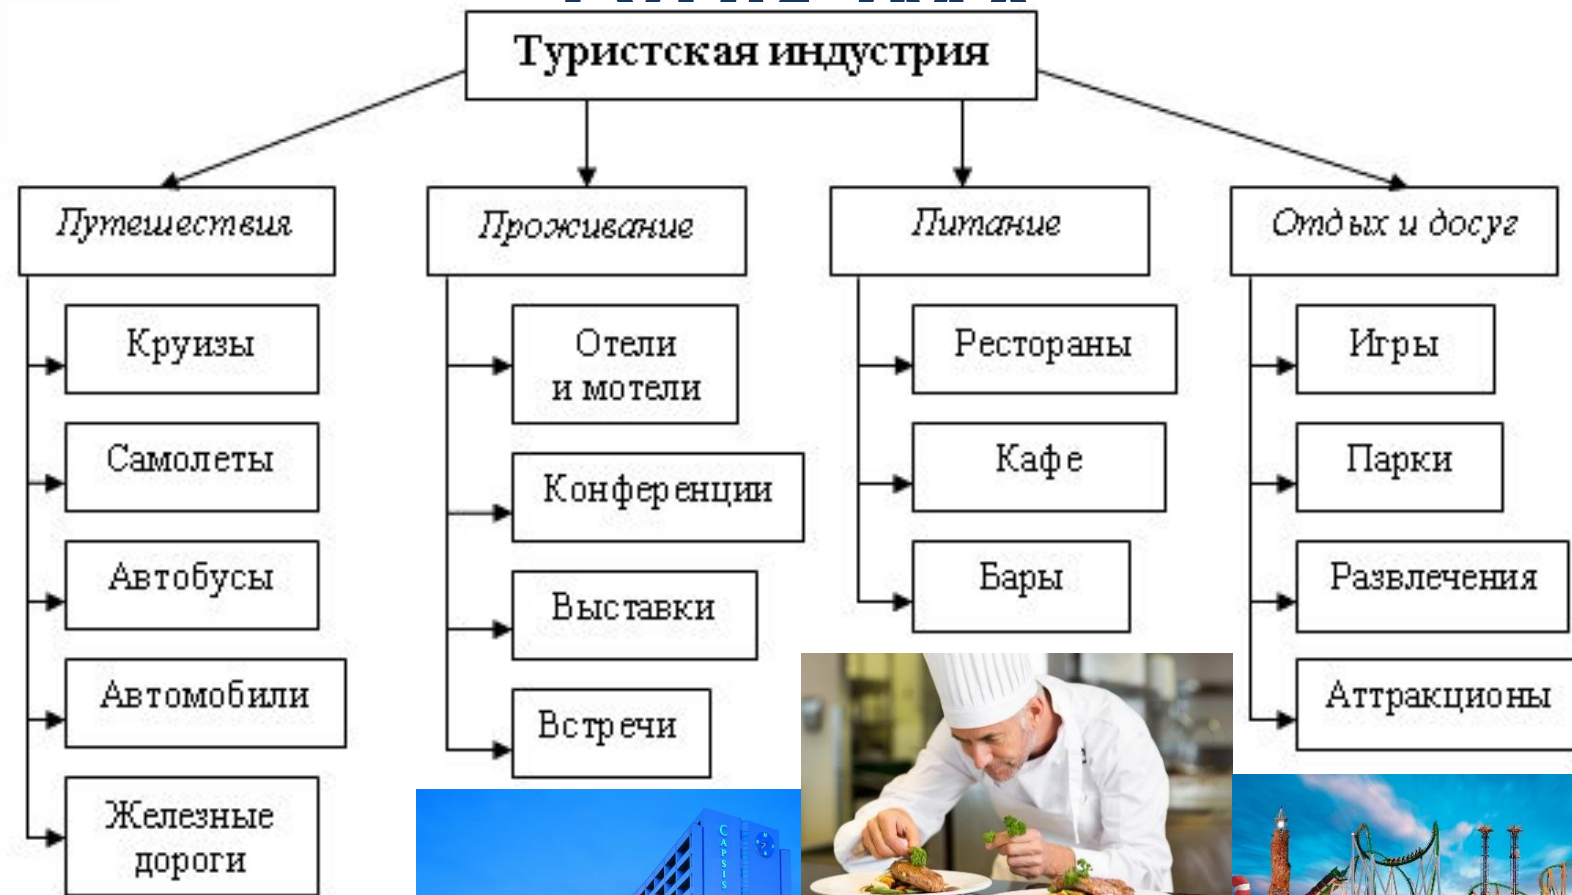 Туристская индустрия
Путешествия
Круизы
Самолеты
Автобусы
Автомобили
Железные
дороги
Проживание
Отели
и мотели
Конференции
Выставки
Встречи
Питание
Рестораны
Кафе
Бары
Отдых и досуг
Игры
Парки
Развлечения
Аттракционы
CAPSIS